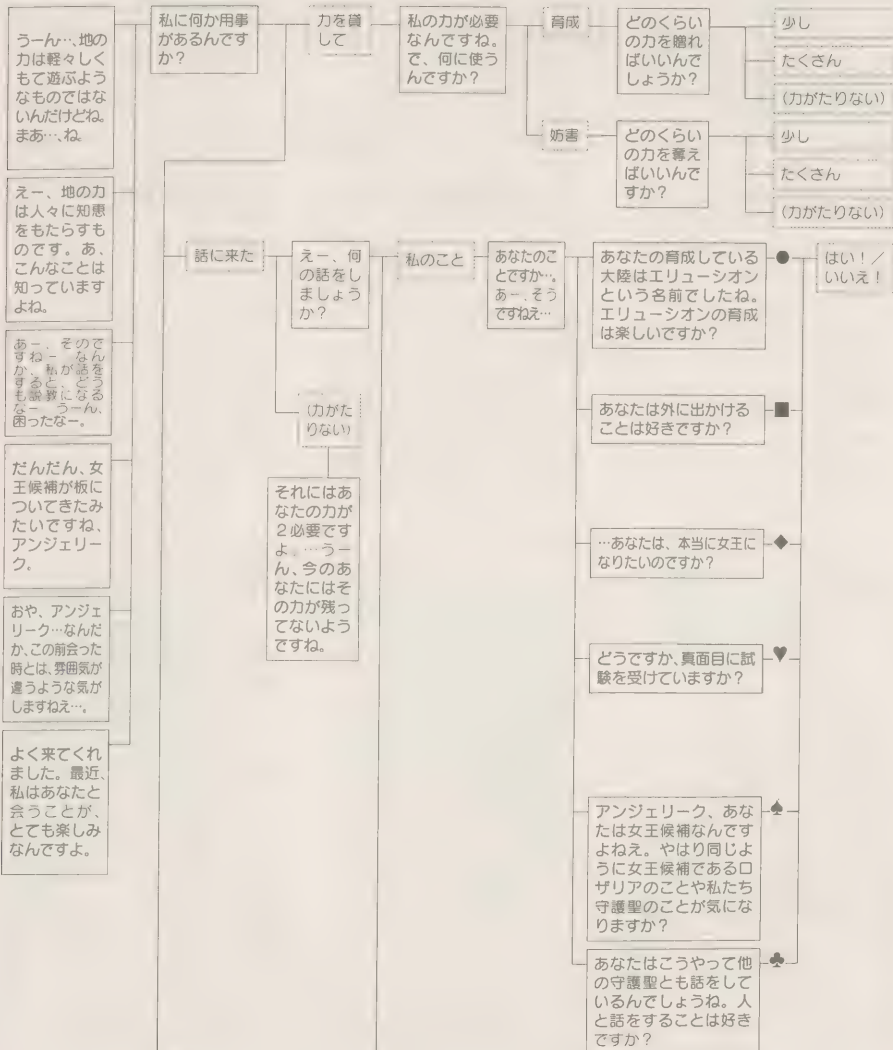 うーん…、地の
力は軽々しく
もて遊ぶよう
なものではな
いんだけどね。
まあ…、ね。
えー、地の力
は人々に知恵
をもたらすも
のです。あ、
こんなことは
知っています
よね。
あー、そので
すねー なん
か、私が話を
すると、どう
も説教になる
なー うーん、
困ったなー。
だんだん、女
王候補が板に
ついてきたみ
たいですね、
アンジェリー
ク。
おや、アンジェ
リーク…なんだ
か、この前会った
時とは、雰囲気が
違うような気が
しますねえ…。
よく来てくれ
ました。最近、
私はあなたと
会うことが、
とても楽しみ
なんですよ。
私に何か用事
があるんです
か?
力を貸
して
私の力が必要
なんですね。
で、何に使う
んですか?
育成
どのくらい
の力を贈れ
ばいいんで
しょうか?
少し
たくさん
(力がたりない)
妨害
どのくらい
の力を奪え
ばいいんで
すか?
少し
たくさん
(力がたりない)
話に来た
えー、何
の話をし
ましょう
か?
(力がた
りない)
それにはあ
なたの力が
2必要です
よ。…うー
ん、今のあ
なたにはそ
の力が残っ
てないよう
ですね。
私のこと
あなたのこ
とですか…。
あー、そう
ですねえ…
あなたの育成している
大陸はエリューシオン
という名前でしたね。
エリューシオンの育成
は楽しいですか?
●
はい!/
いいえ!
あなたは外に出かける
ことは好きですか?
■
…あなたは、本当に女王に
なりたいのですか?
◆
どうですか、真面目に試
験を受けていますか?
♥
アンジェリーク、あな
たは女王候補なんです
よねえ。やはり同じよ
うに女王候補であるロ
ザリアのことや私たち
守護聖のことが気にな
りますか?
♠
あなたはこうやって他
の守護聖とも話をして
いるんでしょうね。人
と話をすることは好き
ですか?
♣